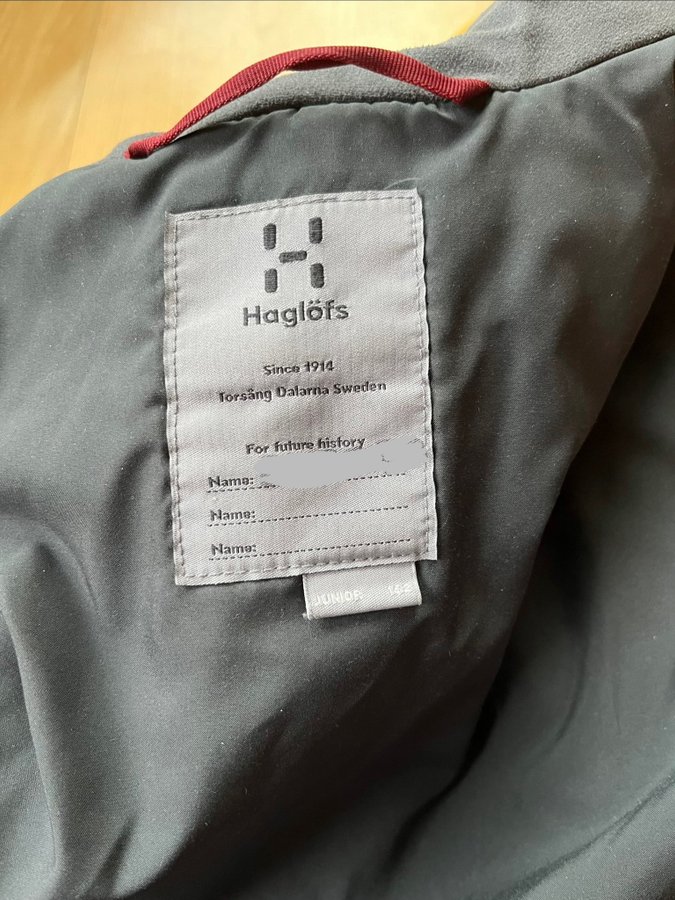 Haglöfs
Since 1914
Torsång Dalarna Sweden
For future history
Name:
Name:
Name:
JUNIOR